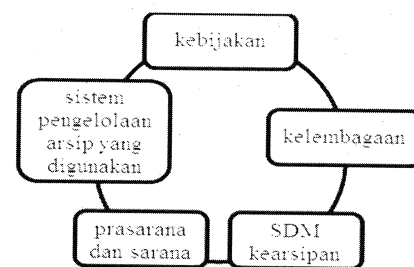 kebijakan
kelembagaan
SDM
kearsipan
prasarana
dan sarana
sistem
pengelolaan
arsip yang
digunakan